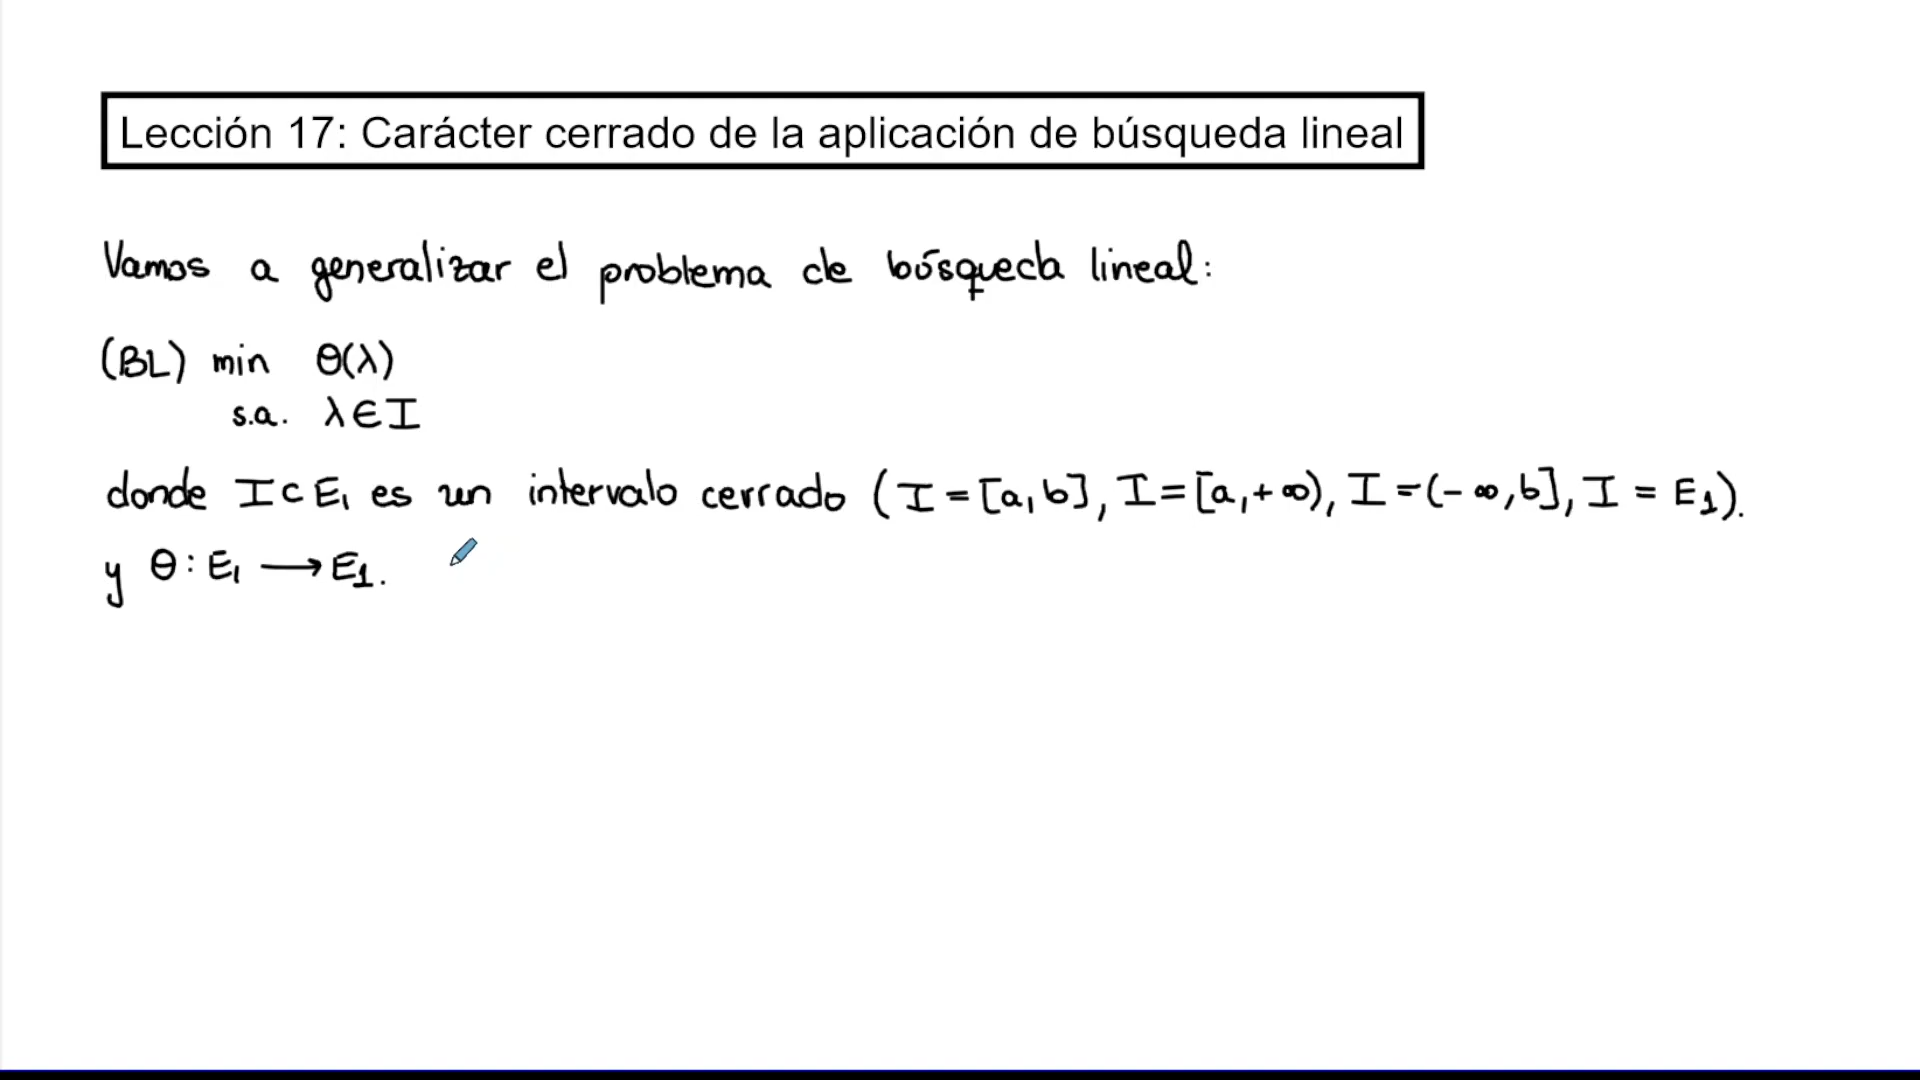 Lección 17: Carácter cerrado de la aplicación de búsqueda lineal
Vamos a generalizar el problema de búsqueda lineal:
(BL) min θ(λ)
s.a. λ∈I
donde I⊂E₁ es un intervalo cerrado (I=[a,b], I=[a,+∞), I=(-∞,b], I = E₁).
y θ: E₁ ⟶ E₁.